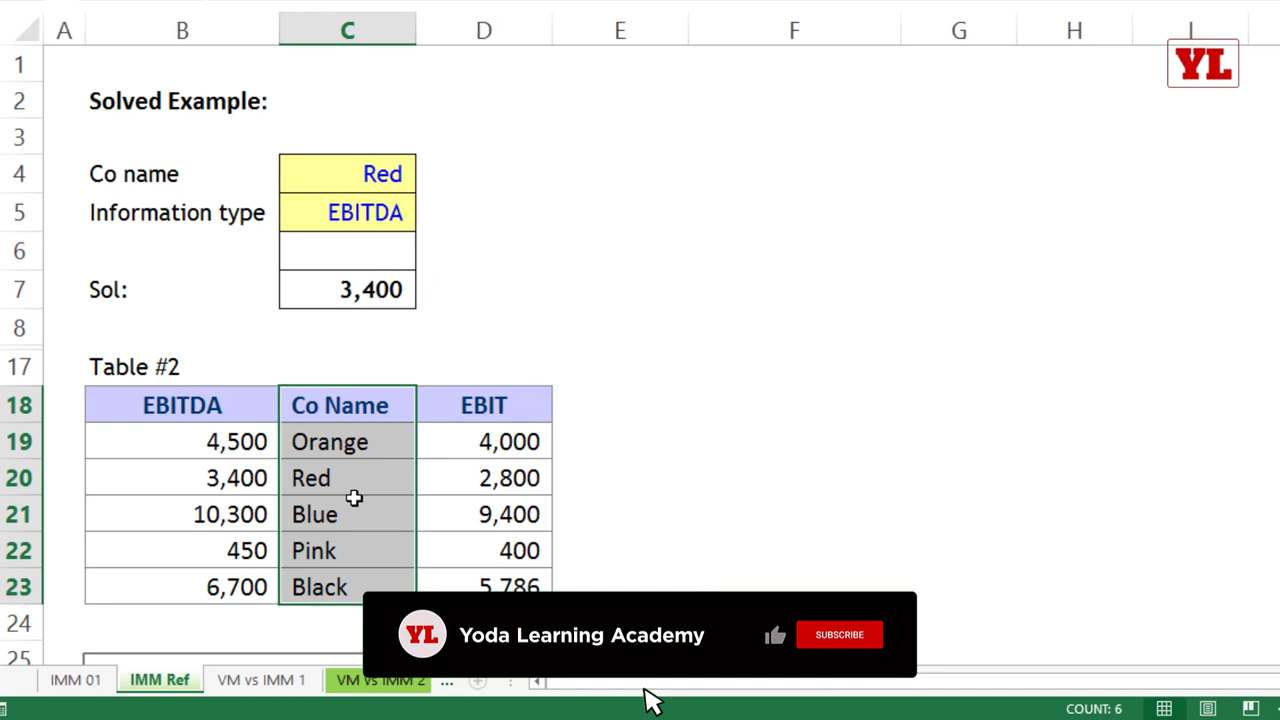 A B C D E F G H I
YL
1
2 Solved Example:
3
4 Co name Red
5 Information type EBITDA
6
7 Sol: 3,400
8
17 Table #2
18 EBITDA Co Name EBIT
19 4,500 Orange 4,000
20 3,400 Red 2,800
21 10,300 Blue 9,400
22 450 Pink 400
23 6,700 Black 5,786
24
YL Yoda Learning Academy SUBSCRIBE
25
IMM 01 IMM Ref VM vs IMM 1 VM vs IMM 2 ...
COUNT: 6